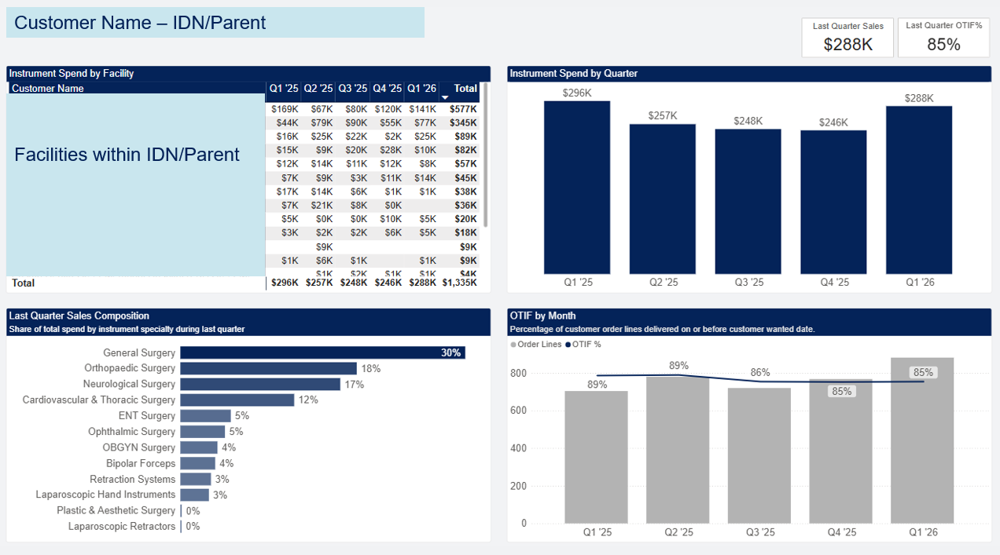 Customer Name – IDN/Parent
Last Quarter Sales
$288K
Last Quarter OTIF%
85%
Instrument Spend by Facility
Customer Name Q1 '25 Q2 '25 Q3 '25 Q4 '25 Q1 '26 Total
Facilities within IDN/Parent
$169K $67K $80K $120K $141K $577K
$44K $79K $90K $55K $77K $345K
$16K $25K $22K $2K $25K $89K
$15K $9K $20K $28K $10K $82K
$12K $14K $11K $12K $8K $57K
$7K $9K $3K $11K $14K $45K
$17K $14K $6K $1K $1K $38K
$7K $21K $8K $0K $36K
$5K $0K $0K $10K $5K $20K
$3K $2K $2K $6K $5K $18K
$9K $9K
$1K $6K $1K $1K $9K
$1K $2K $1K $1K $4K
Total $296K $257K $248K $246K $288K $1,335K
Instrument Spend by Quarter
$296K
$257K
$248K
$246K
$288K
Q1 '25 Q2 '25 Q3 '25 Q4 '25 Q1 '26
Last Quarter Sales Composition
Share of total spend by instrument specialty during last quarter
General Surgery 30%
Orthopaedic Surgery 18%
Neurological Surgery 17%
Cardiovascular & Thoracic Surgery 12%
ENT Surgery 5%
Ophthalmic Surgery 5%
OBGYN Surgery 4%
Bipolar Forceps 4%
Retraction Systems 3%
Laparoscopic Hand Instruments 3%
Plastic & Aesthetic Surgery 0%
Laparoscopic Retractors 0%
OTIF by Month
Percentage of customer order lines delivered on or before customer wanted date.
Order Lines OTIF %
800
600
400
200
0
89%
89%
86%
85%
85%
Q1 '25 Q2 '25 Q3 '25 Q4 '25 Q1 '26